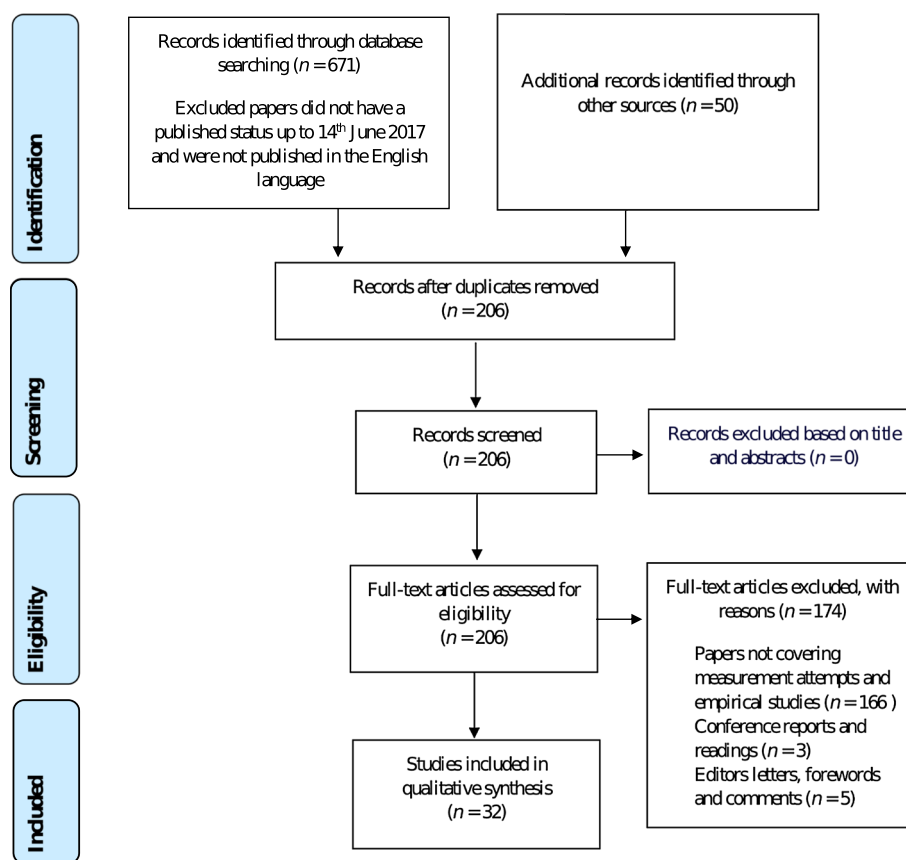 Identification
Records identified through database
searching (n = 671)
Excluded papers did not have a
published status up to 14th June 2017
and were not published in the English
language
Additional records identified through
other sources (n = 50)
Screening
Records after duplicates removed
(n = 206)
Records screened
(n = 206)
Records excluded based on title
and abstracts (n = 0)
Eligibility
Full-text articles assessed for
eligibility
(n = 206)
Full-text articles excluded, with
reasons (n = 174)
Papers not covering
measurement attempts and
empirical studies (n = 166 )
Conference reports and
readings (n = 3)
Editors letters, forewords
and comments (n = 5)
Included
Studies included in
qualitative synthesis
(n = 32)